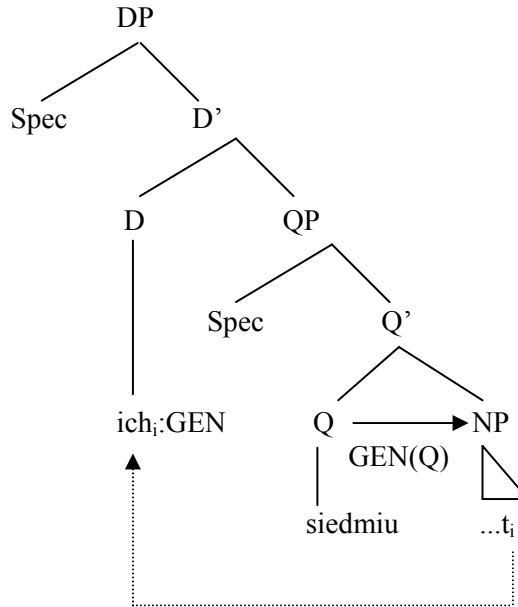 DP
Spec D’
D QP
Spec Q’
ichᵢ:GEN Q NP
GEN(Q)
siedmiu ...tᵢ